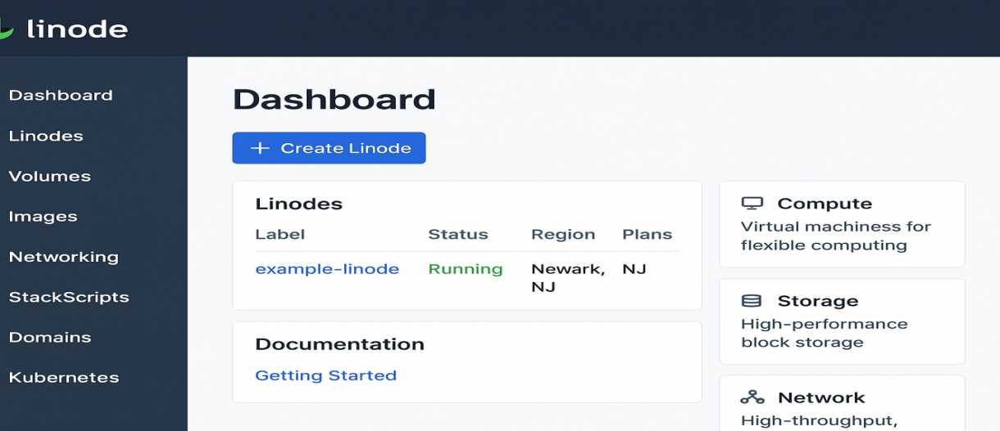 linode
Dashboard
Linodes
Volumes
Images
Networking
StackScripts
Domains
Kubernetes
Dashboard
+ Create Linode
Linodes
Label Status Region Plans
example-linode Running Newark, NJ
NJ
Documentation
Getting Started
Compute
Virtual machiness for
flexible computing
Storage
High-performance
block storage
Network
High-throughput,